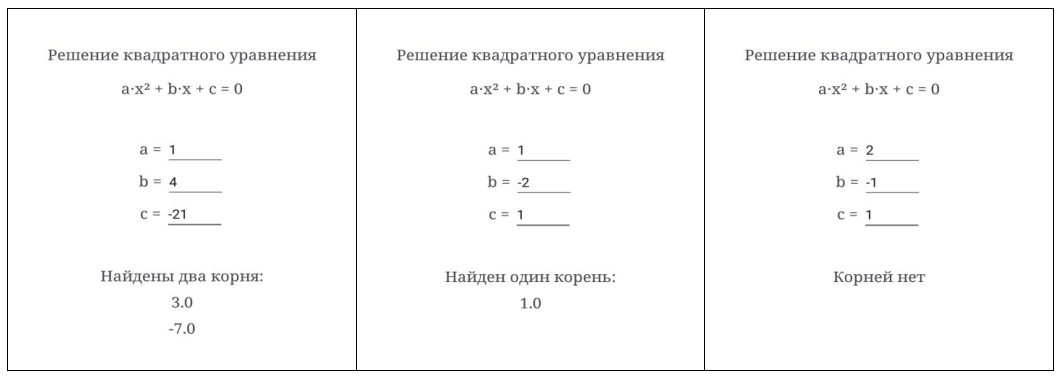 Решение квадратного уравнения
a·x² + b·x + c = 0
a = 1
b = 4
c = -21
Найдены два корня:
3.0
-7.0
Решение квадратного уравнения
a·x² + b·x + c = 0
a = 1
b = -2
c = 1
Найден один корень:
1.0
Решение квадратного уравнения
a·x² + b·x + c = 0
a = 2
b = -1
c = 1
Корней нет